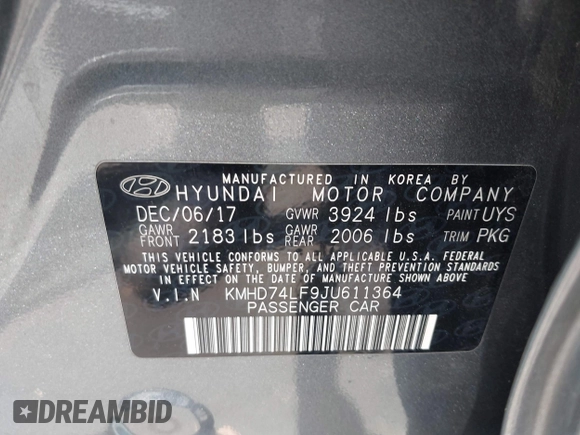 MANUFACTURED IN KOREA BY
HYUNDAI MOTOR COMPANY
DEC/06/17 GVWR 3924 lbs PAINT UYS
GAWR FRONT 2183 lbs GAWR REAR 2006 lbs TRIM PKG
THIS VEHICLE CONFORMS TO ALL APPLICABLE U.S.A. FEDERAL
MOTOR VEHICLE SAFETY, BUMPER, AND THEFT PREVENTION STANDARDS
IN EFFECT ON THE DATE OF MANUFACTURE SHOWN ABOVE
V.I.N KMHD74LF9JU611364
PASSENGER CAR
DREAMBID